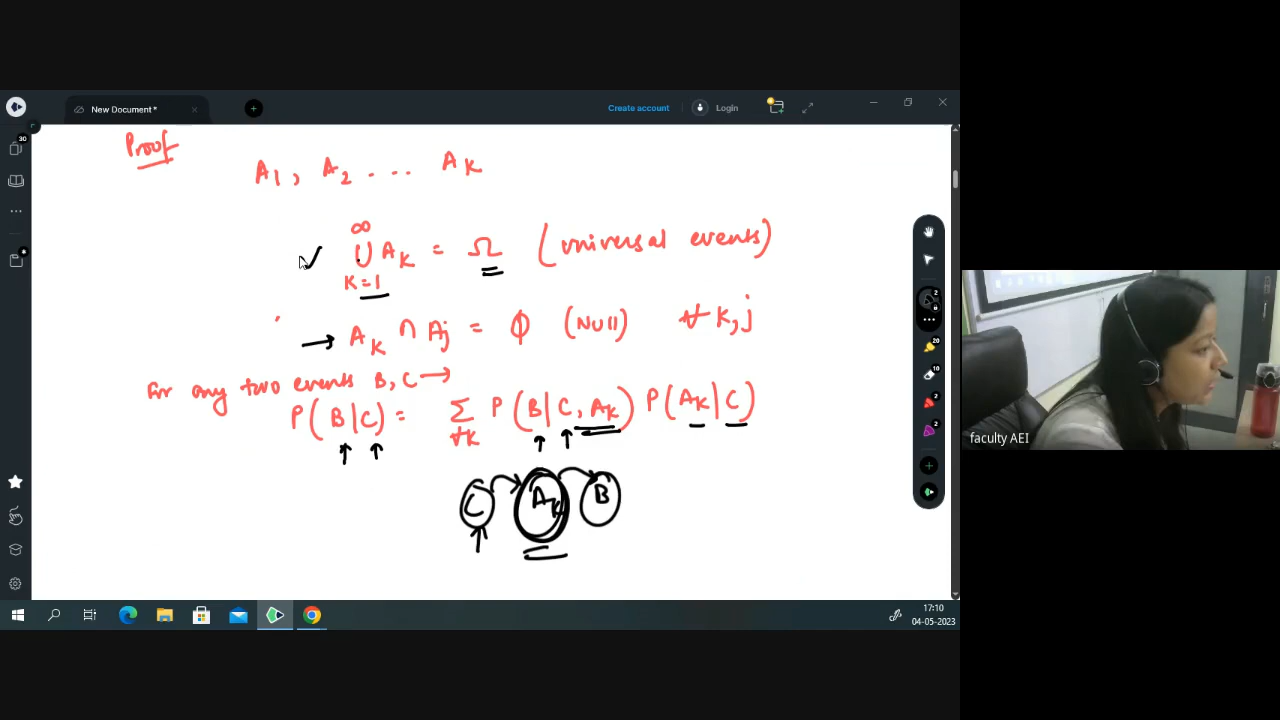 New Document*
Create account
Login
30
Proof
A1, A2 ... AK
∞
∪ AK = Ω (universal events)
K=1
AK ∩ Aj = ϕ (Null) ∀ K,j
For any two events B, C →
P(B|C) = Σ P(B|C, AK) P(AK|C)
∀K
C AK B
faculty AEI
17:10
04-05-2023